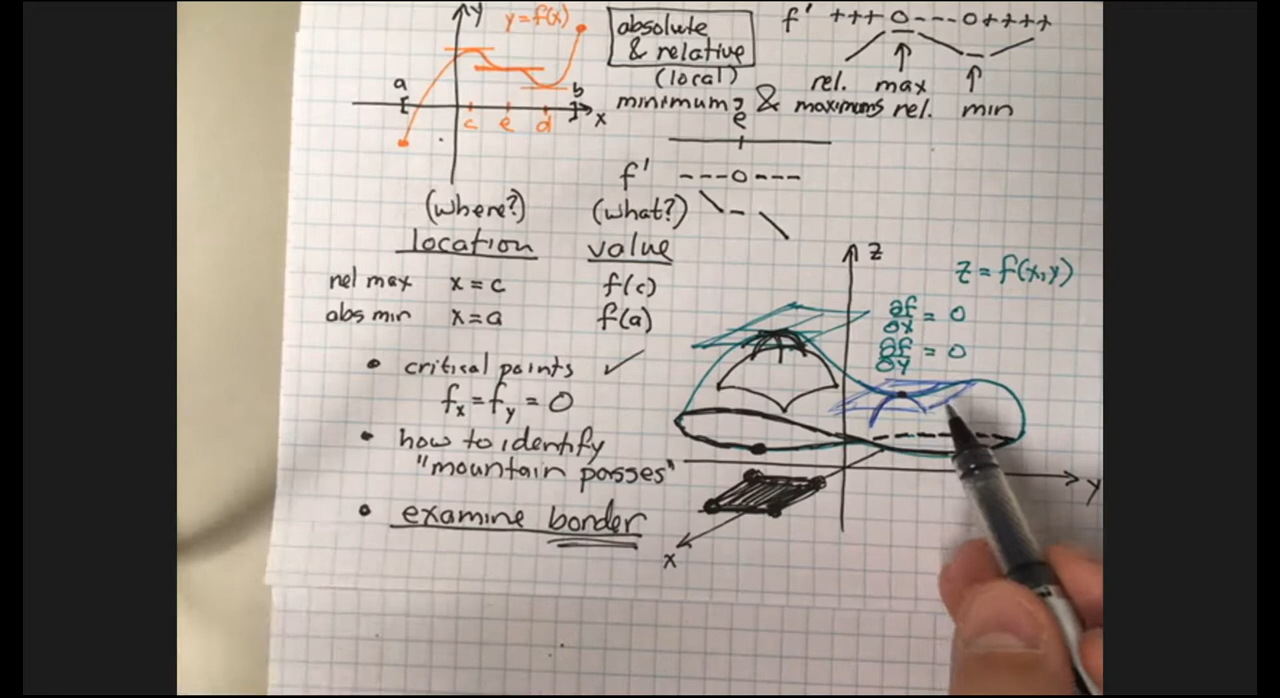 y
y=f(x)
a
b
c
e
d
x
absolute
& relative
(local)
minimums & maximums
f' +++0---0++++
rel. max
rel. min
e
f' ---0---
(where?) (what?)
location value
rel max x=c f(c)
abs min x=a f(a)
• critical points ✓
fx=fy=0
• how to identify
"mountain passes"
• examine border
z
z=f(x,y)
∂f/∂x = 0
∂f/∂y = 0
y
x